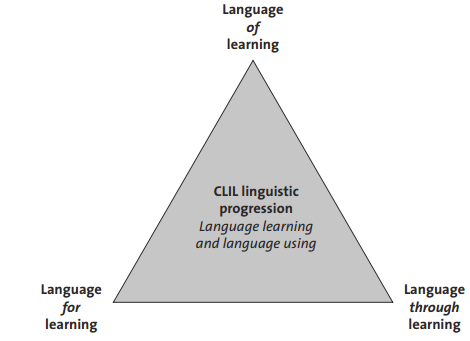 Language
of
learning
CLIL linguistic
progression
Language learning
and language using
Language
for
learning
Language
through
learning